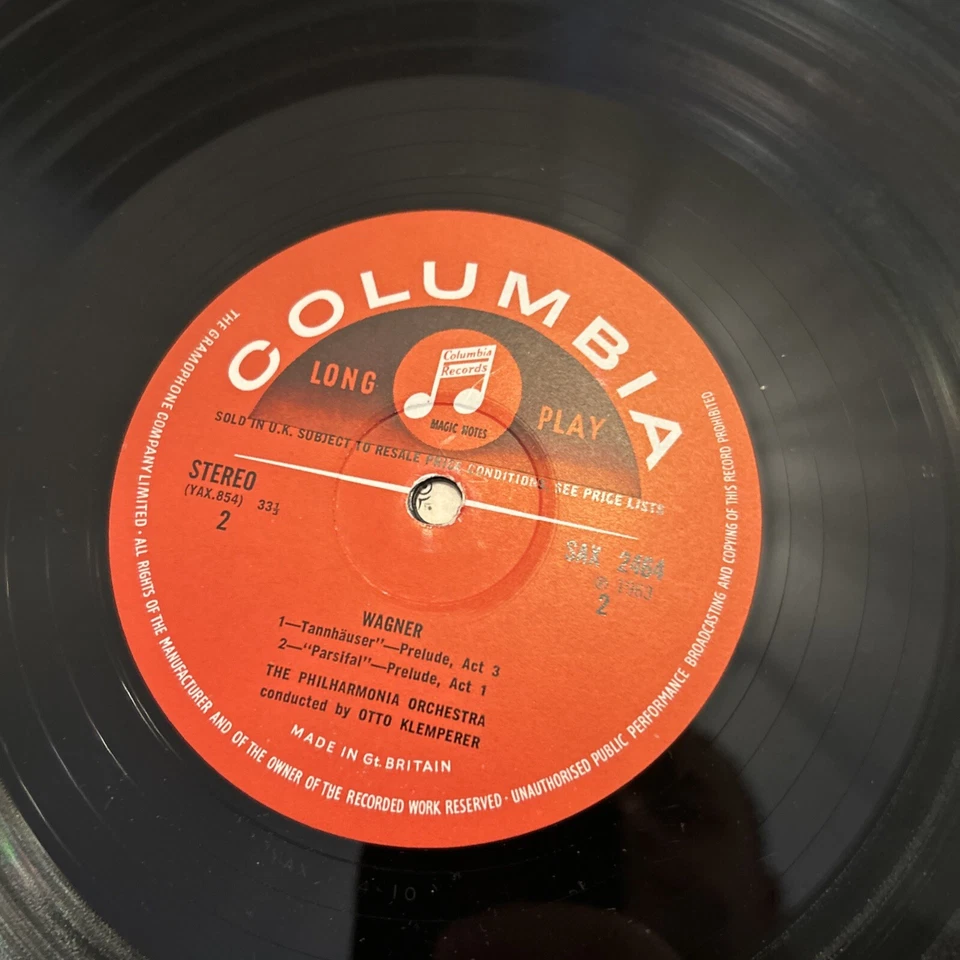 COLUMBIA
LONG PLAY
Columbia
Records
MAGIC NOTES
SOLD IN U.K. SUBJECT TO RESALE PRICE CONDITIONS SEE PRICE LISTS
STEREO
(YAX.854) 33⅓
2
SAX 2464
2
WAGNER
1—Tannhäuser"—Prelude, Act 3
2—"Parsifal"—Prelude, Act 1
THE PHILHARMONIA ORCHESTRA
conducted by OTTO KLEMPERER
MADE IN Gt. BRITAIN
THE GRAMOPHONE COMPANY LIMITED · ALL RIGHTS OF THE MANUFACTURER AND OF THE OWNER OF THE RECORDED WORK RESERVED · UNAUTHORISED PUBLIC PERFORMANCE BROADCASTING AND COPYING OF THIS RECORD PROHIBITED